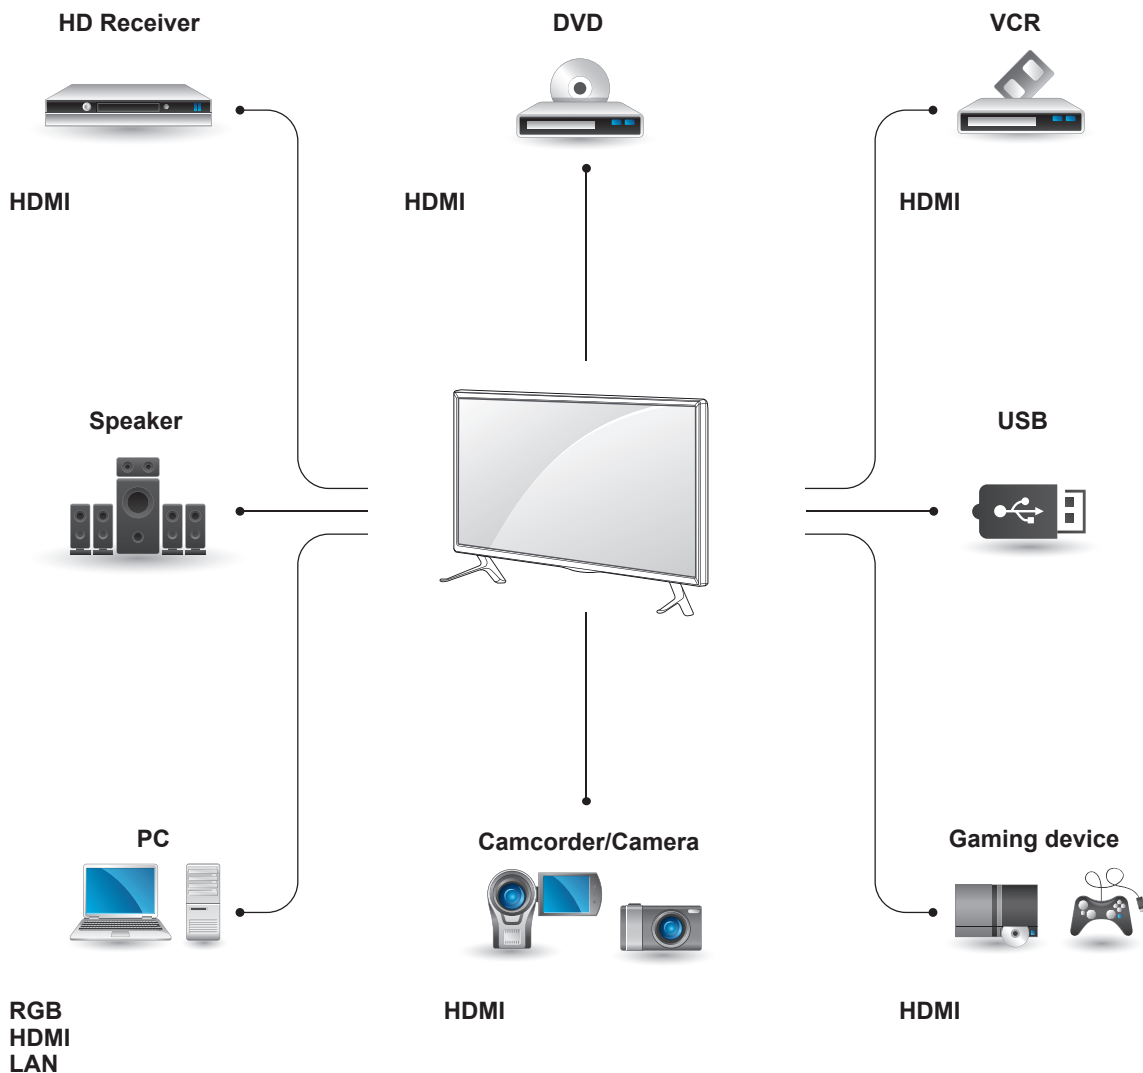 HD Receiver
DVD
VCR
HDMI
HDMI
HDMI
Speaker
USB
PC
Camcorder/Camera
Gaming device
RGB
HDMI
LAN
HDMI
HDMI